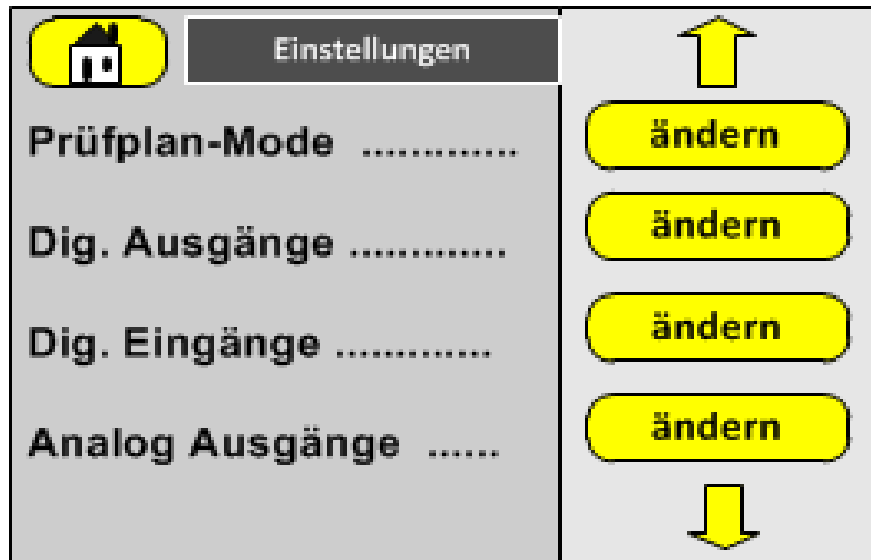 Einstellungen
Prüfplan-Mode ............. ändern
Dig. Ausgänge ............. ändern
Dig. Eingänge ............. ändern
Analog Ausgänge ...... ändern